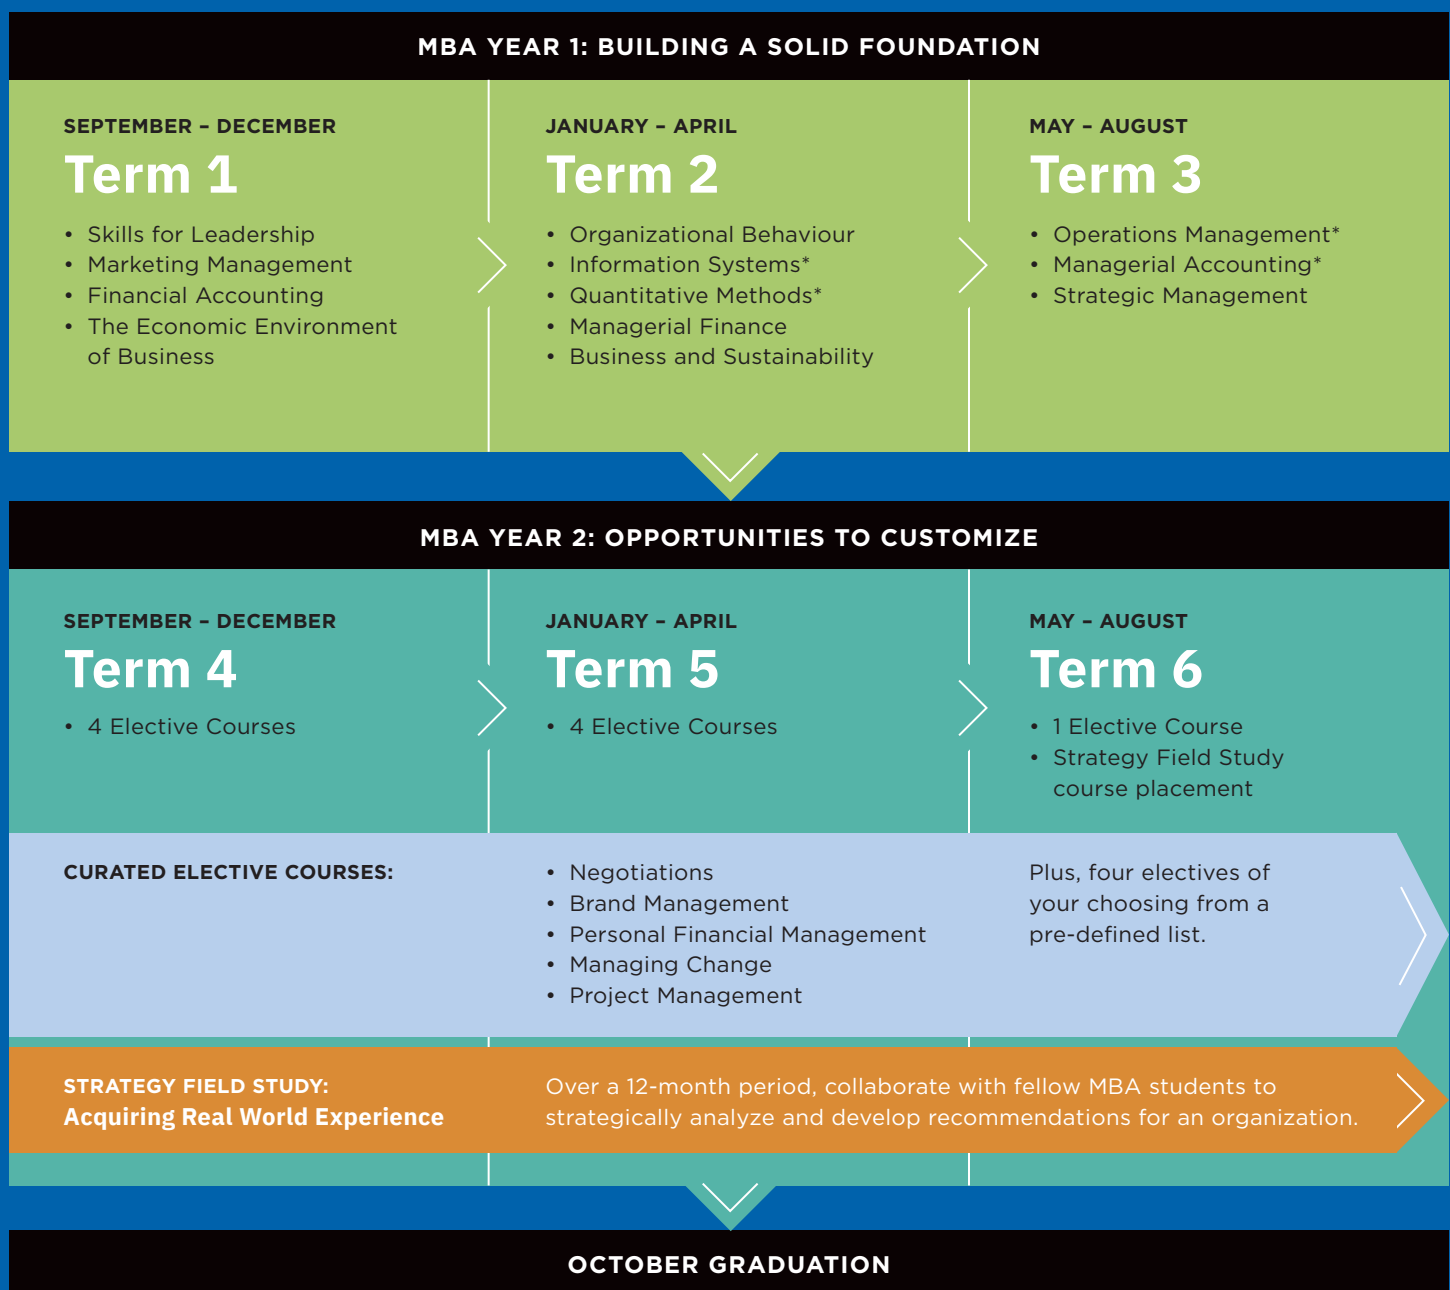 MBA YEAR 1: BUILDING A SOLID FOUNDATION
SEPTEMBER – DECEMBER
Term 1
• Skills for Leadership
• Marketing Management
• Financial Accounting
• The Economic Environment
of Business
JANUARY – APRIL
Term 2
• Organizational Behaviour
• Information Systems*
• Quantitative Methods*
• Managerial Finance
• Business and Sustainability
MAY – AUGUST
Term 3
• Operations Management*
• Managerial Accounting*
• Strategic Management
MBA YEAR 2: OPPORTUNITIES TO CUSTOMIZE
SEPTEMBER – DECEMBER
Term 4
• 4 Elective Courses
JANUARY – APRIL
Term 5
• 4 Elective Courses
MAY – AUGUST
Term 6
• 1 Elective Course
• Strategy Field Study
course placement
CURATED ELECTIVE COURSES:
• Negotiations
• Brand Management
• Personal Financial Management
• Managing Change
• Project Management
Plus, four electives of
your choosing from a
pre-defined list.
STRATEGY FIELD STUDY:
Acquiring Real World Experience
Over a 12-month period, collaborate with fellow MBA students to
strategically analyze and develop recommendations for an organization.
OCTOBER GRADUATION